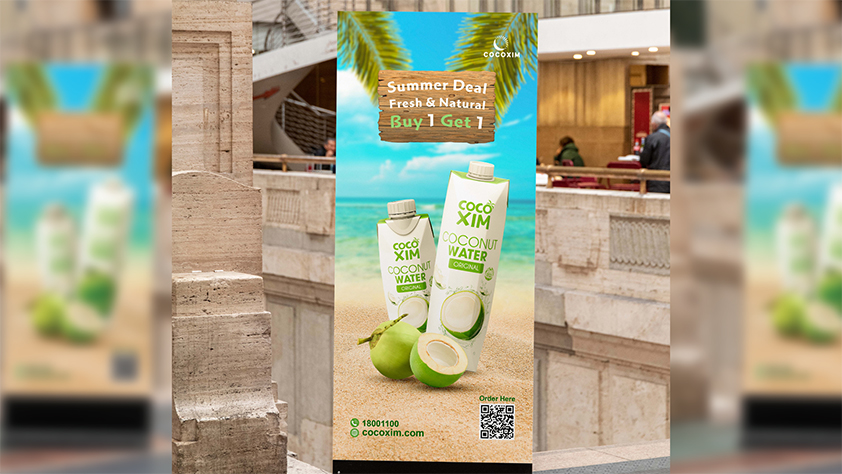 COCOXIM
Summer Deal
Fresh & Natural
Buy 1 Get 1
COCO
XIM
COCONUT
WATER
ORIGINAL
COCO
XIM
COCONUT
WATER
ORIGINAL
Order Here
18001100
cocoxim.com